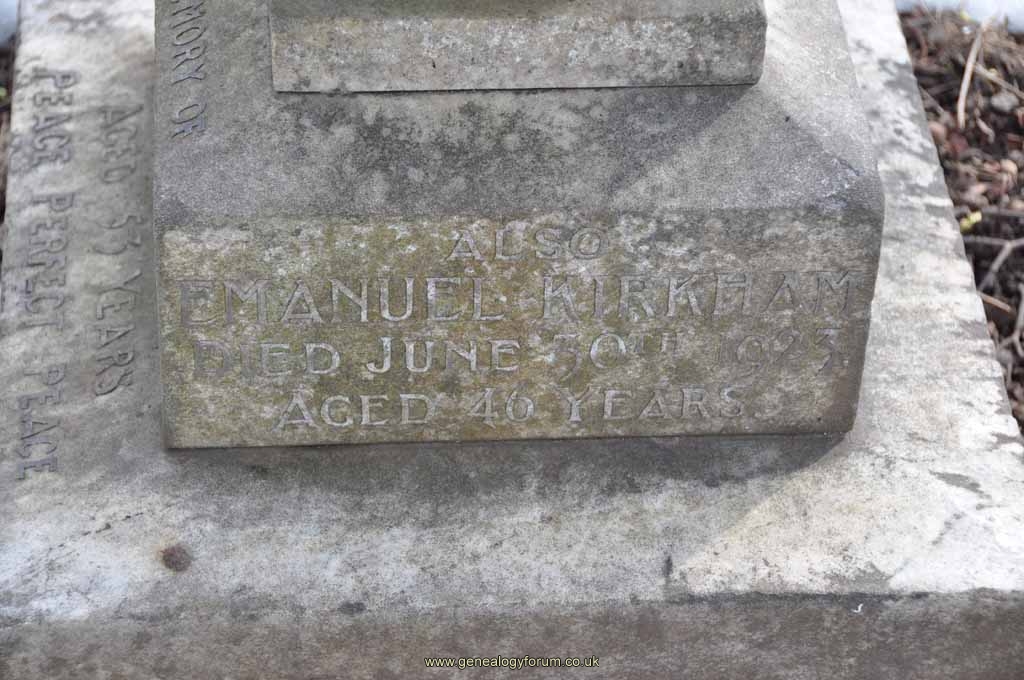 ALSO
EMANUEL KIRKHAM
DIED JUNE 30TH 1923.
AGED 46 YEARS.
MORY OF
AGED 53 YEARS
PEACE PERFECT PEACE
www.genealogyforum.co.uk